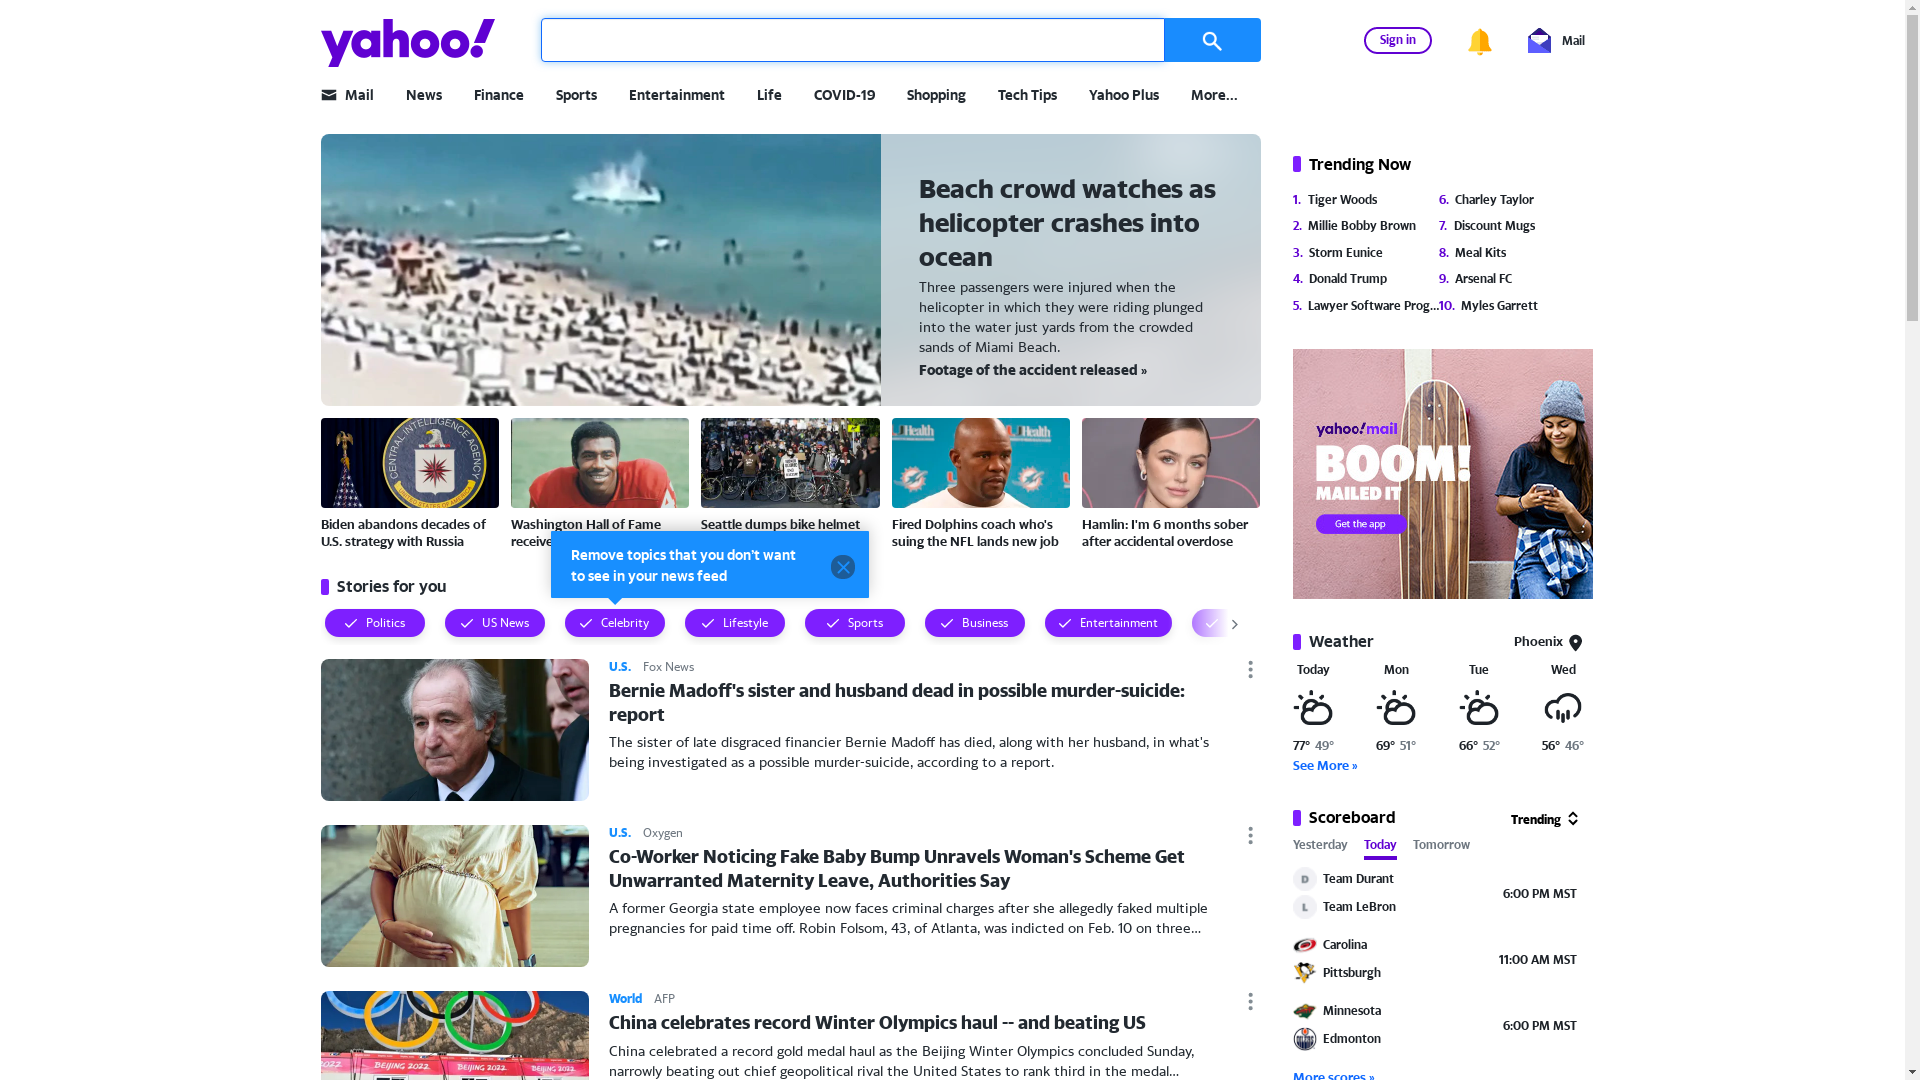 yahoo!
Sign in
Mail
Mail
News
Finance
Sports
Entertainment
Life
COVID-19
Shopping
Tech Tips
Yahoo Plus
More...
Beach crowd watches as
helicopter crashes into
ocean
Three passengers were injured when the
helicopter in which they were riding plunged
into the water just yards from the crowded
sands of Miami Beach.
Footage of the accident released »
CENTRAL INTELLIGENCE AGENCY
UNITED STATES OF AMERICA
Biden abandons decades of
U.S. strategy with Russia
Washington Hall of Fame
receive
Seattle dumps bike helmet
UHealth
UHealth
Fired Dolphins coach who's
suing the NFL lands new job
Hamlin: I'm 6 months sober
after accidental overdose
Remove topics that you don't want
to see in your news feed
Stories for you
Politics
US News
Celebrity
Lifestyle
Sports
Business
Entertainment
U.S. Fox News
Bernie Madoff's sister and husband dead in possible murder-suicide:
report
The sister of late disgraced financier Bernie Madoff has died, along with her husband, in what's
being investigated as a possible murder-suicide, according to a report.
U.S. Oxygen
Co-Worker Noticing Fake Baby Bump Unravels Woman's Scheme Get
Unwarranted Maternity Leave, Authorities Say
A former Georgia state employee now faces criminal charges after she allegedly faked multiple
pregnancies for paid time off. Robin Folsom, 43, of Atlanta, was indicted on Feb. 10 on three...
BEIJING 2022
BEIJING 2022
World AFP
China celebrates record Winter Olympics haul -- and beating US
China celebrated a record gold medal haul as the Beijing Winter Olympics concluded Sunday,
narrowly beating out chief geopolitical rival the United States to rank third in the medal...
Trending Now
1. Tiger Woods
2. Millie Bobby Brown
3. Storm Eunice
4. Donald Trump
5. Lawyer Software Prog...
6. Charley Taylor
7. Discount Mugs
8. Meal Kits
9. Arsenal FC
10. Myles Garrett
yahoo!mail
BOOM!
MAILED IT
Get the app
Weather
Phoenix
Today Mon Tue Wed
77° 49° 69° 51° 66° 52° 56° 46°
See More »
Scoreboard
Trending
Yesterday Today Tomorrow
D Team Durant
L Team LeBron
6:00 PM MST
Carolina
Pittsburgh
11:00 AM MST
Minnesota
Edmonton
6:00 PM MST
More scores »